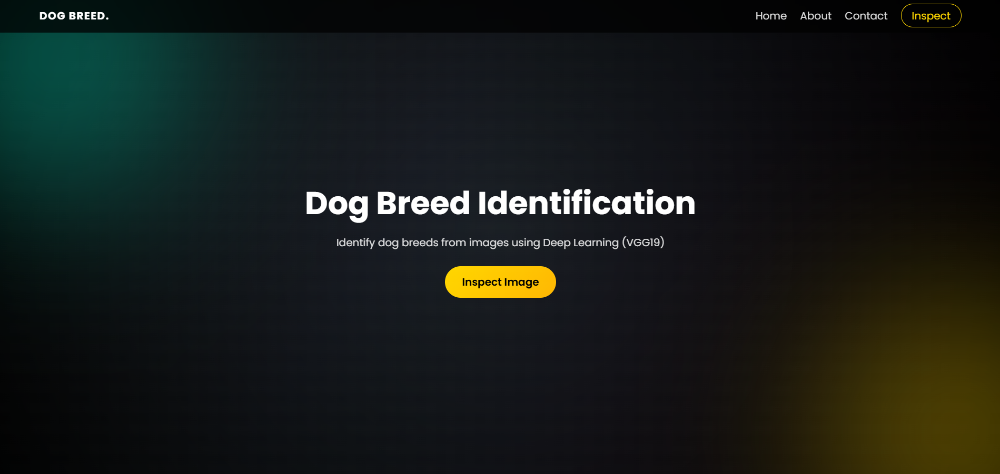 DOG BREED.
Home About Contact Inspect
Dog Breed Identification
Identify dog breeds from images using Deep Learning (VGG19)
Inspect Image